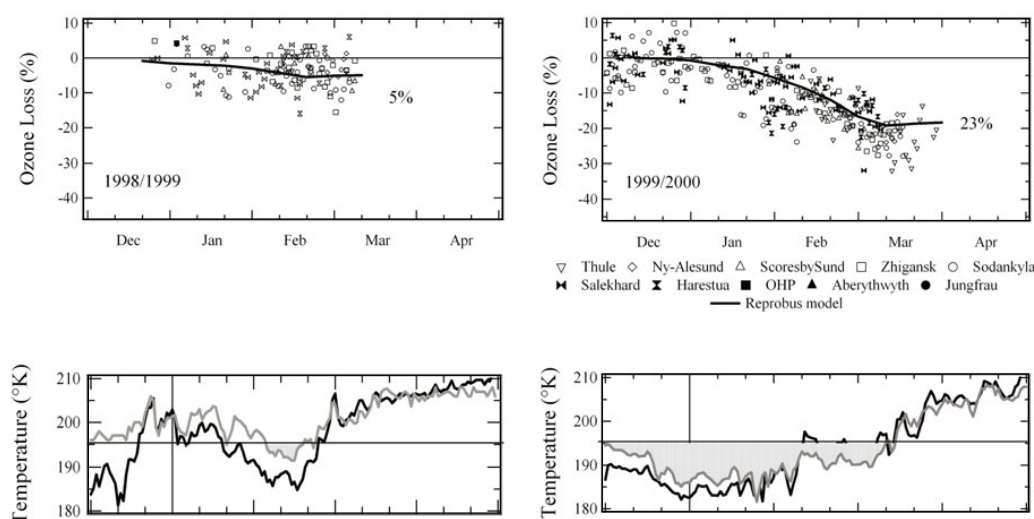 10
0
-10
-20
-30
-40
Ozone Loss (%)
5%
1998/1999
Dec Jan Feb Mar Apr
10
0
-10
-20
-30
-40
Ozone Loss (%)
23%
1999/2000
Dec Jan Feb Mar Apr
Thule Ny-Alesund ScoresbySund Zhigansk Sodankyla
Salekhard Harestua OHP Aberythwyth Jungfrau
Reprobus model
210
200
190
180
Temperature (°K)
210
200
190
180
Temperature (°K)